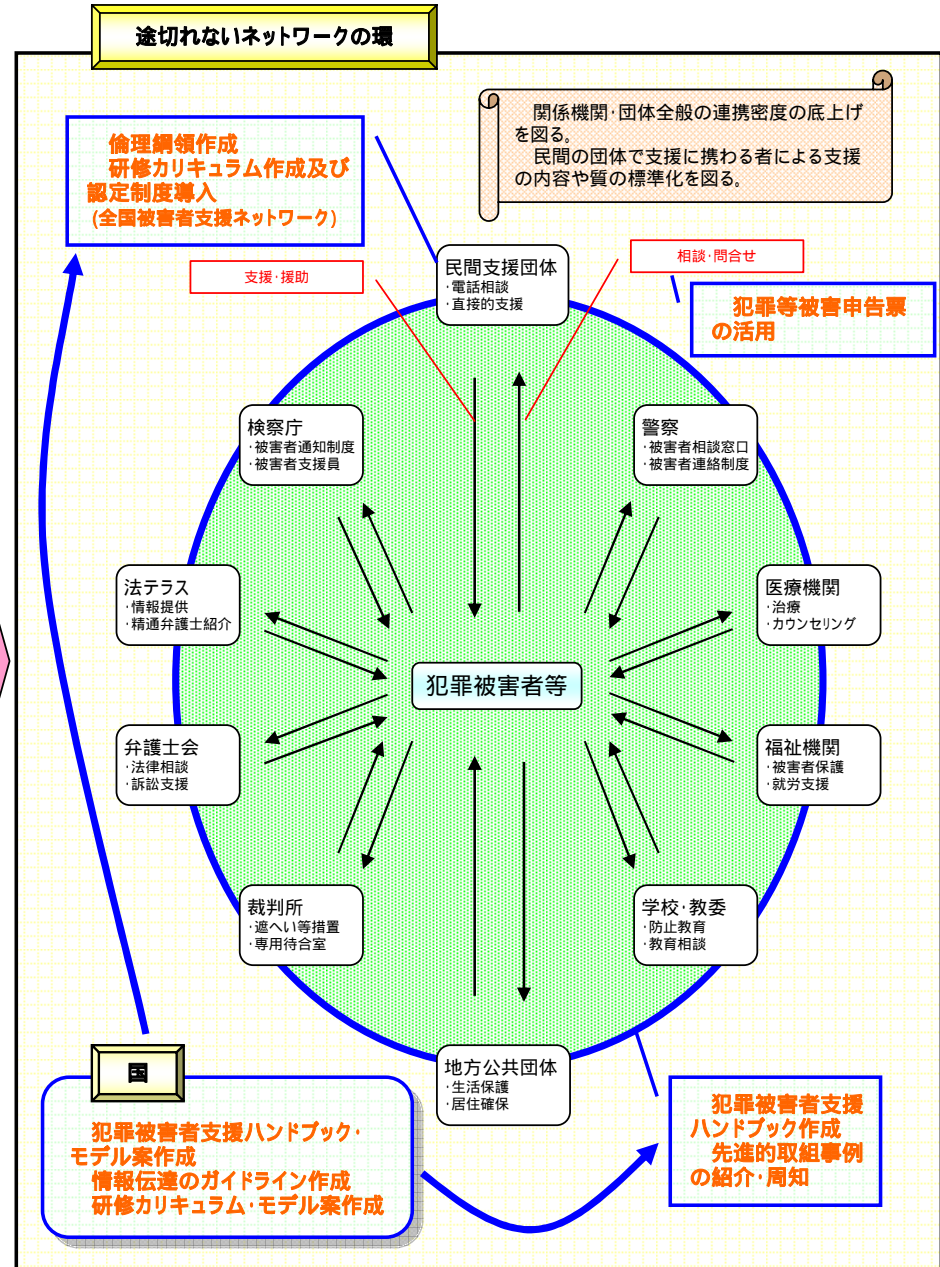 途切れないネットワークの環
関係機関・団体全般の連携密度の底上げ
を図る。
民間の団体で支援に携わる者による支援
の内容や質の標準化を図る。
倫理綱領作成
研修カリキュラム作成及び
認定制度導入
(全国被害者支援ネットワーク)
支援・援助
相談・問合せ
民間支援団体
・電話相談
・直接的支援
犯罪等被害申告票
の活用
検察庁
・被害者通知制度
・被害者支援員
警察
・被害者相談窓口
・被害者連絡制度
法テラス
・情報提供
・精通弁護士紹介
医療機関
・治療
・カウンセリング
犯罪被害者等
弁護士会
・法律相談
・訴訟支援
福祉機関
・被害者保護
・就労支援
裁判所
・遮へい等措置
・専用待合室
学校・教委
・防止教育
・教育相談
地方公共団体
・生活保護
・居住確保
国
犯罪被害者支援ハンドブック・
モデル案作成
情報伝達のガイドライン作成
研修カリキュラム・モデル案作成
犯罪被害者支援
ハンドブック作成
先進的取組事例
の紹介・周知